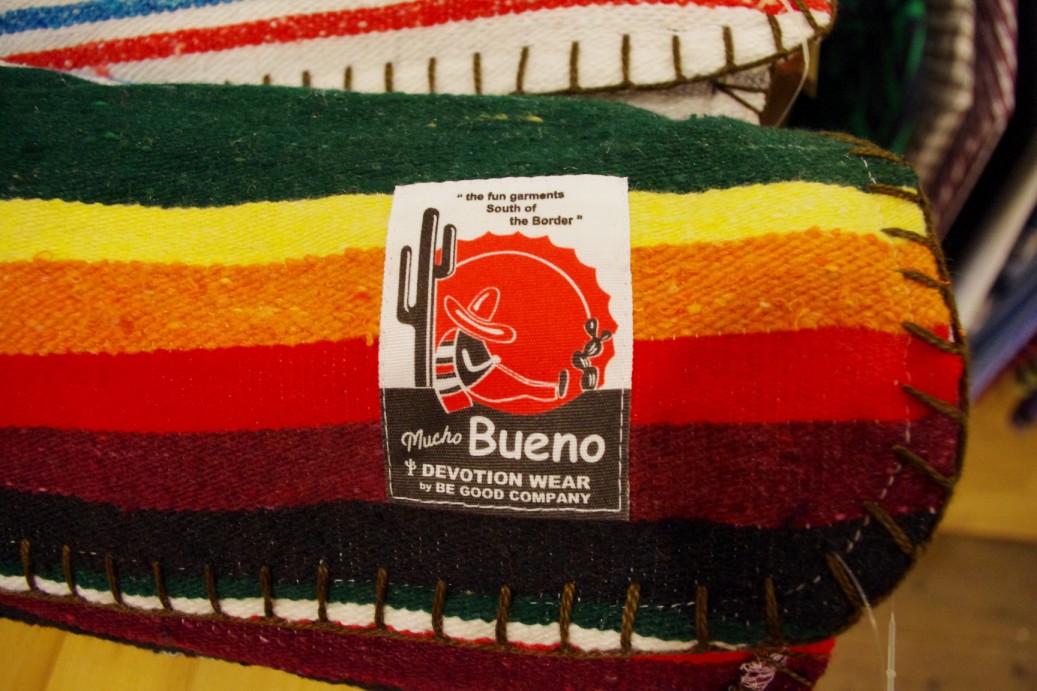 "the fun garments
South of
the Border"
Mucho Bueno
DEVOTION WEAR
by BE GOOD COMPANY